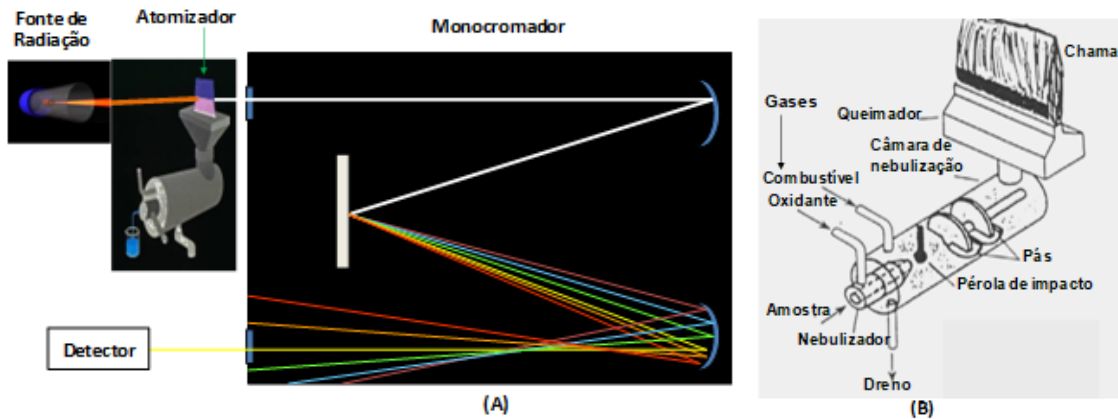 Fonte de
Radiação
Atomizador
Monocromador
Detector
(A)
Chama
Gases
Queimador
Câmara de
nebulização
Combustível
Oxidante
Pás
Pérola de impacto
Amostra
Nebulizador
Dreno
(B)